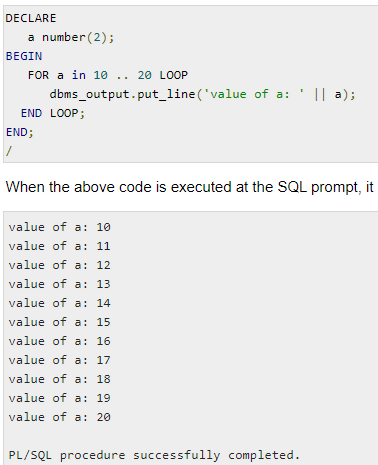 DECLARE
a number(2);
BEGIN
FOR a in 10 .. 20 LOOP
dbms_output.put_line('value of a: ' || a);
END LOOP;
END;
/
When the above code is executed at the SQL prompt, it
value of a: 10
value of a: 11
value of a: 12
value of a: 13
value of a: 14
value of a: 15
value of a: 16
value of a: 17
value of a: 18
value of a: 19
value of a: 20
PL/SQL procedure successfully completed.